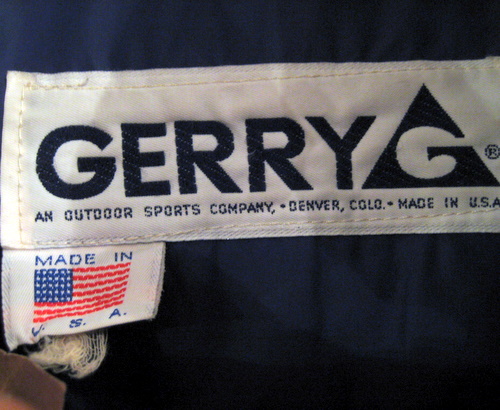 GERRY G®
AN OUTDOOR SPORTS COMPANY, • DENVER, COLO. • MADE IN U.S.A
MADE IN
U. S. A.